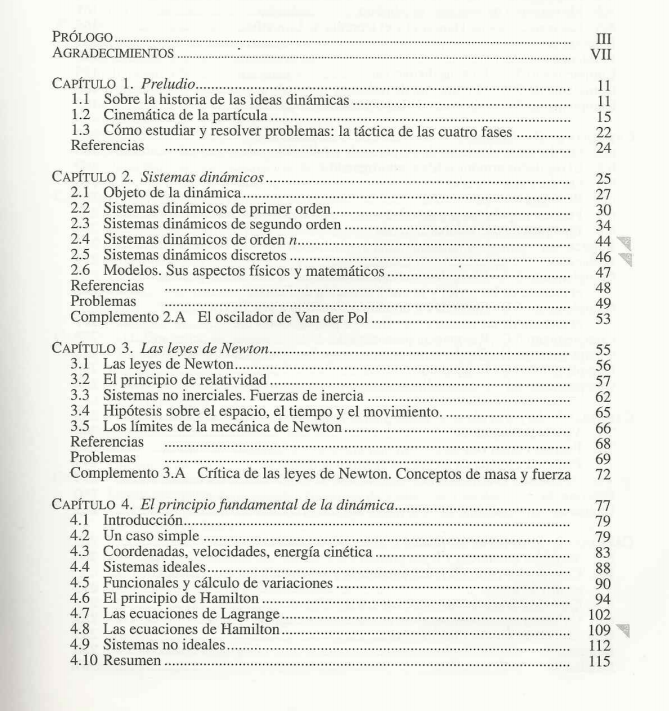 PRÓLOGO ... III
AGRADECIMIENTOS ... VII
CAPÍTULO 1. Preludio ... 11
1.1 Sobre la historia de las ideas dinámicas ... 11
1.2 Cinemática de la partícula ... 15
1.3 Cómo estudiar y resolver problemas: la táctica de las cuatro fases ... 22
Referencias ... 24
CAPÍTULO 2. Sistemas dinámicos ... 25
2.1 Objeto de la dinámica ... 27
2.2 Sistemas dinámicos de primer orden ... 30
2.3 Sistemas dinámicos de segundo orden ... 34
2.4 Sistemas dinámicos de orden n ... 44
2.5 Sistemas dinámicos discretos ... 46
2.6 Modelos. Sus aspectos físicos y matemáticos ... 47
Referencias ... 48
Problemas ... 49
Complemento 2.A El oscilador de Van der Pol ... 53
CAPÍTULO 3. Las leyes de Newton ... 55
3.1 Las leyes de Newton ... 56
3.2 El principio de relatividad ... 57
3.3 Sistemas no inerciales. Fuerzas de inercia ... 62
3.4 Hipótesis sobre el espacio, el tiempo y el movimiento. ... 65
3.5 Los límites de la mecánica de Newton ... 66
Referencias ... 68
Problemas ... 69
Complemento 3.A Crítica de las leyes de Newton. Conceptos de masa y fuerza 72
CAPÍTULO 4. El principio fundamental de la dinámica ... 77
4.1 Introducción ... 79
4.2 Un caso simple ... 79
4.3 Coordenadas, velocidades, energía cinética ... 83
4.4 Sistemas ideales ... 88
4.5 Funcionales y cálculo de variaciones ... 90
4.6 El principio de Hamilton ... 94
4.7 Las ecuaciones de Lagrange ... 102
4.8 Las ecuaciones de Hamilton ... 109
4.9 Sistemas no ideales ... 112
4.10 Resumen ... 115